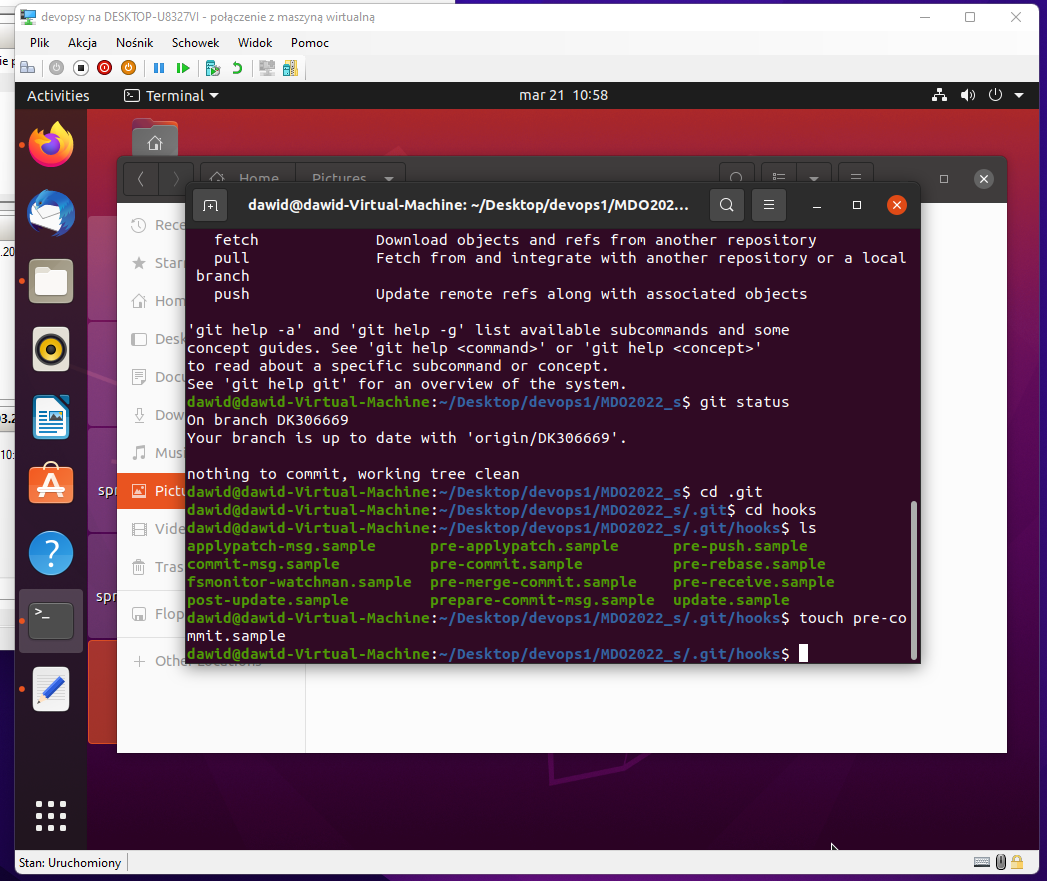 devopsy na DESKTOP-U8327VI - połączenie z maszyną wirtualną
Plik Akcja Nośnik Schowek Widok Pomoc
Activities Terminal mar 21 10:58
Home Pictures
dawid@dawid-Virtual-Machine: ~/Desktop/devops1/MDO202...
fetch Download objects and refs from another repository
pull Fetch from and integrate with another repository or a local
branch
push Update remote refs along with associated objects
'git help -a' and 'git help -g' list available subcommands and some
concept guides. See 'git help <command>' or 'git help <concept>'
to read about a specific subcommand or concept.
See 'git help git' for an overview of the system.
dawid@dawid-Virtual-Machine:~/Desktop/devops1/MDO2022_s$ git status
On branch DK306669
Your branch is up to date with 'origin/DK306669'.
nothing to commit, working tree clean
dawid@dawid-Virtual-Machine:~/Desktop/devops1/MDO2022_s$ cd .git
dawid@dawid-Virtual-Machine:~/Desktop/devops1/MDO2022_s/.git$ cd hooks
dawid@dawid-Virtual-Machine:~/Desktop/devops1/MDO2022_s/.git/hooks$ ls
applypatch-msg.sample pre-applypatch.sample pre-push.sample
commit-msg.sample pre-commit.sample pre-rebase.sample
fsmonitor-watchman.sample pre-merge-commit.sample pre-receive.sample
post-update.sample prepare-commit-msg.sample update.sample
dawid@dawid-Virtual-Machine:~/Desktop/devops1/MDO2022_s/.git/hooks$ touch pre-co
mmit.sample
dawid@dawid-Virtual-Machine:~/Desktop/devops1/MDO2022_s/.git/hooks$
Rece
Star
Hom
Desk
Docu
Dow
Musi
Pictu
Vide
Tras
Flop
Other Locations
spr
spr
Stan: Uruchomiony